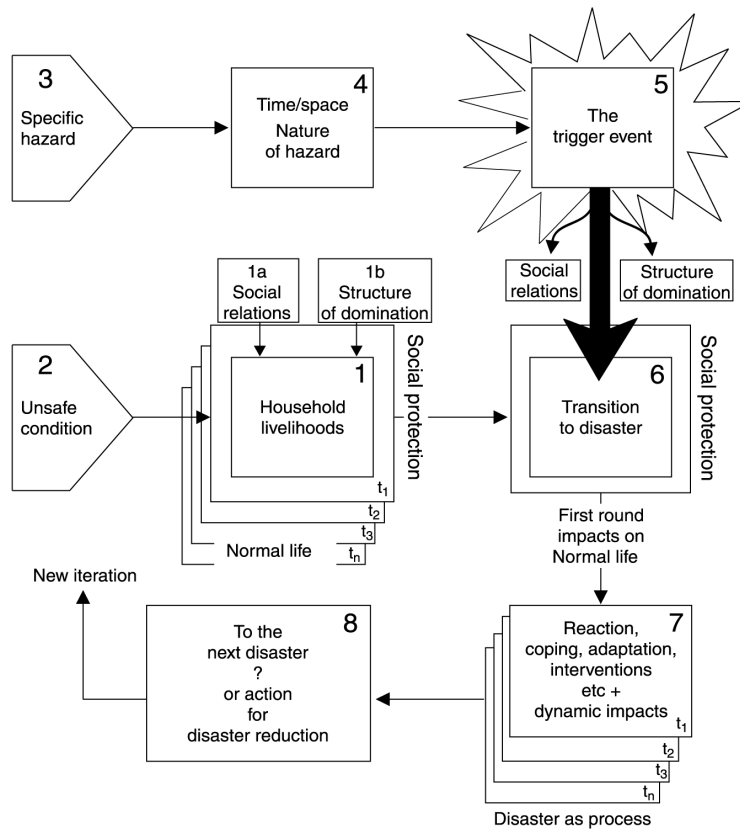 3
Specific
hazard
4
Time/space
Nature
of hazard
5
The
trigger event
Social
relations
Structure
of domination
1a
Social
relations
1b
Structure
of domination
2
Unsafe
condition
1
Household
livelihoods
Social protection
t1
t2
t3
tn
Normal life
6
Transition
to disaster
Social protection
First round
impacts on
Normal life
New iteration
8
To the
next disaster
?
or action
for
disaster reduction
7
Reaction,
coping, adaptation,
interventions
etc +
dynamic impacts
t1
t2
t3
tn
Disaster as process